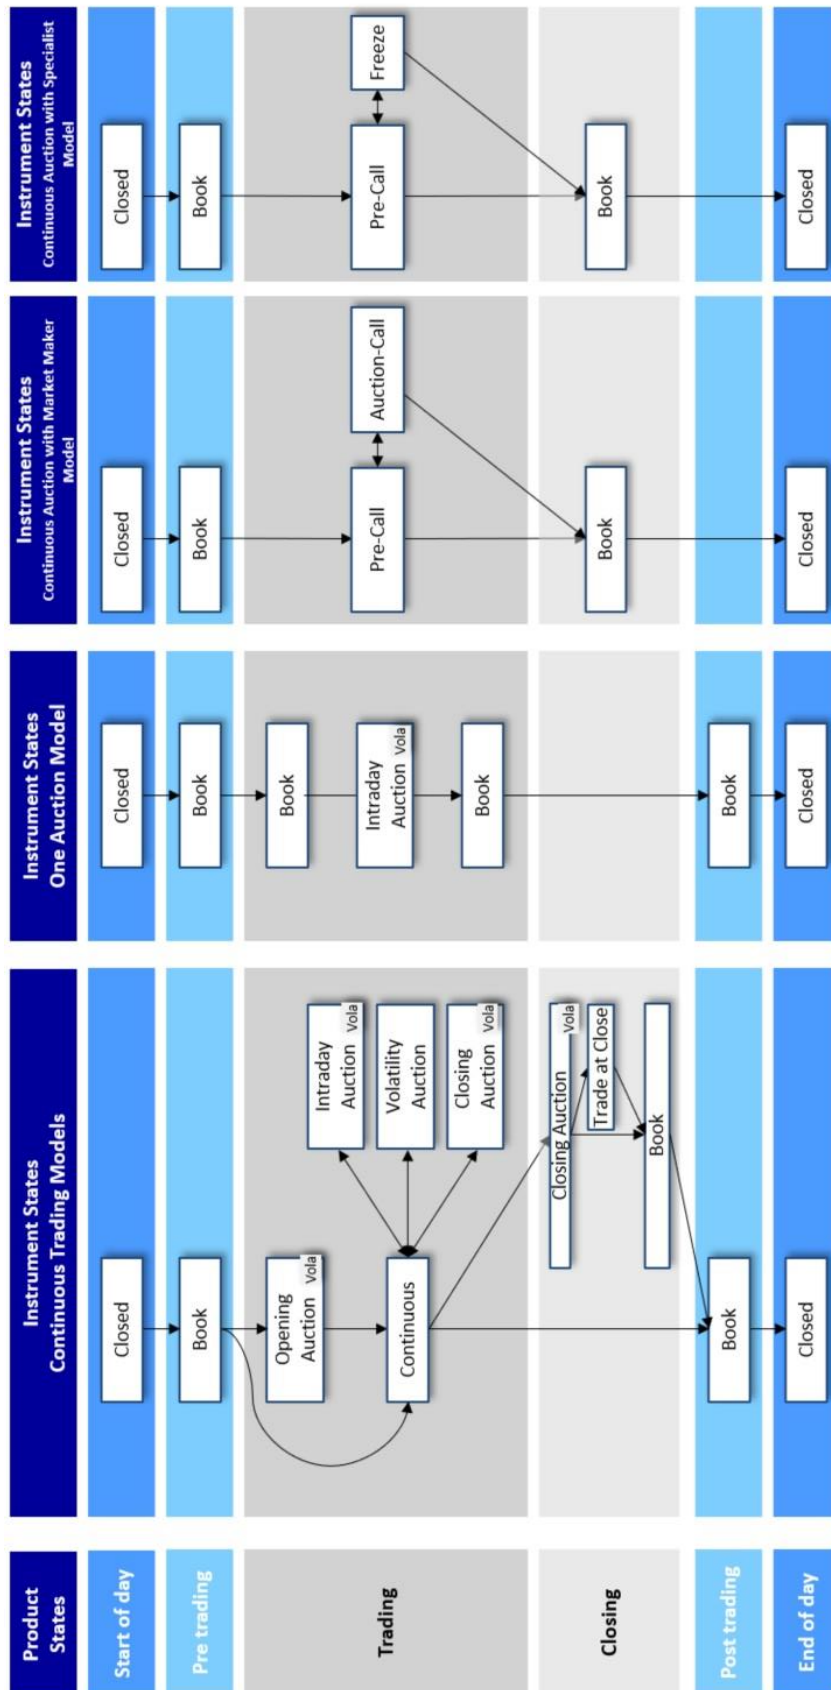 Product
States
Start of day
Pre trading
Trading
Closing
Post trading
End of day
Instrument States
Continuous Trading Models
Closed
Book
Opening
Auction
Vola
Continuous
Intraday
Auction
Vola
Volatility
Auction
Closing
Auction
Vola
Closing Auction
Vola
Trade at Close
Book
Book
Closed
Instrument States
One Auction Model
Closed
Book
Book
Intraday
Auction
Vola
Book
Book
Closed
Instrument States
Continuous Auction with Market Maker
Model
Closed
Book
Pre-Call
Auction-Call
Book
Closed
Instrument States
Continuous Auction with Specialist
Model
Closed
Book
Pre-Call
Freeze
Book
Closed